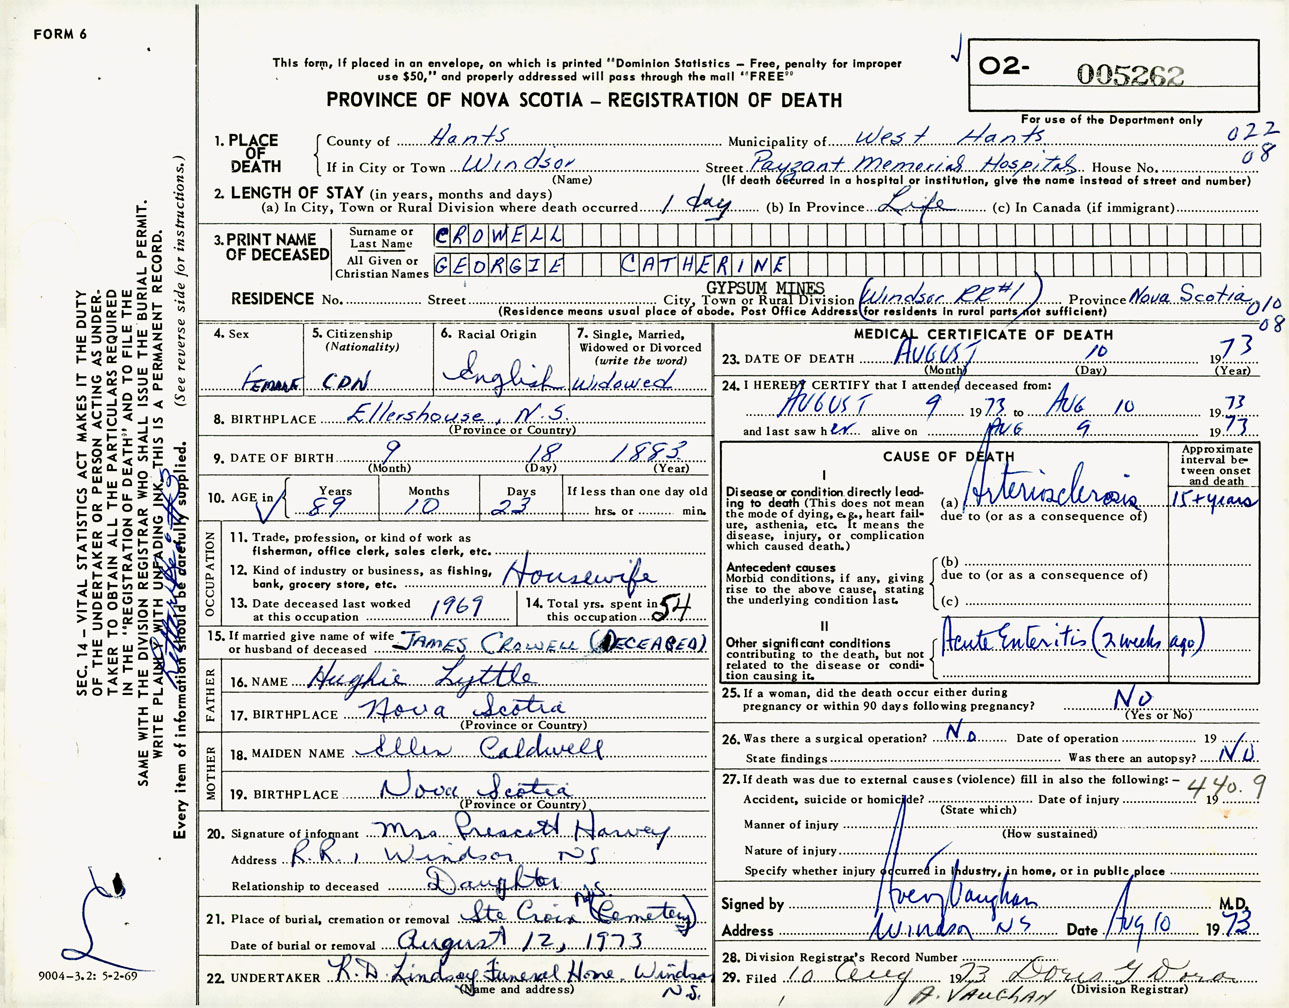 FORM 6
This form, if placed in an envelope, on which is printed "Dominion Statistics – Free, penalty for improper
use $50," and properly addressed will pass through the mail "FREE"
PROVINCE OF NOVA SCOTIA – REGISTRATION OF DEATH
O2- 005262
For use of the Department only
022
08
1. PLACE OF DEATH
County of Hants Municipality of West Hants
If in City or Town Windsor Street Payzant Memorial Hospital House No.
(Name) (If death occurred in a hospital or institution, give the name instead of street and number)
2. LENGTH OF STAY (in years, months and days)
(a) In City, Town or Rural Division where death occurred 1 day (b) In Province Life (c) In Canada (if immigrant)
3. PRINT NAME OF DECEASED
Surname or Last Name CROWELL
All Given or Christian Names GEORGIE CATHERINE
GYPSUM MINES
RESIDENCE No. Street City, Town or Rural Division (Windsor RR#1) Province Nova Scotia
010
08
(Residence means usual place of abode. Post Office Address for residents in rural parts not sufficient)
4. Sex Female
5. Citizenship (Nationality) CDN
6. Racial Origin English
7. Single, Married, Widowed or Divorced (write the word) Widowed
8. BIRTHPLACE Ellershouse, N.S.
(Province or Country)
9. DATE OF BIRTH 9 18 1883
(Month) (Day) (Year)
10. AGE in Years 89 Months 10 Days 23 If less than one day old hrs. or min.
OCCUPATION
11. Trade, profession, or kind of work as
fisherman, office clerk, sales clerk, etc.
12. Kind of industry or business, as fishing,
bank, grocery store, etc. Housewife
13. Date deceased last worked
at this occupation 1969
14. Total yrs. spent in
this occupation 54
15. If married give name of wife
or husband of deceased JAMES CROWELL (DECEASED)
FATHER
16. NAME Hughie Lyttle
17. BIRTHPLACE Nova Scotia
(Province or Country)
MOTHER
18. MAIDEN NAME Ellen Caldwell
19. BIRTHPLACE Nova Scotia
(Province or Country)
20. Signature of informant Mrs Prescott Harvey
Address R.R. 1 Windsor NS
Relationship to deceased Daughter
21. Place of burial, cremation or removal Ste Croix (Cemetery) N.S.
Date of burial or removal August 12, 1973
22. UNDERTAKER R.D. Lindsay Funeral Home. Windsor
(Name and address) N.S.
MEDICAL CERTIFICATE OF DEATH
23. DATE OF DEATH AUGUST 10 1973
(Month) (Day) (Year)
24. I HEREBY CERTIFY that I attended deceased from:
AUGUST 9 1973 to AUG 10 1973
and last saw her alive on AUG 9 1973
CAUSE OF DEATH
Approximate interval between onset and death
I
Disease or condition directly lead-
ing to death (This does not mean
the mode of dying, e.g., heart fail-
ure, asthenia, etc. It means the
disease, injury, or complication
which caused death.)
(a) Arteriosclerosis 15+ years
due to (or as a consequence of)
Antecedent causes
Morbid conditions, if any, giving
rise to the above cause, stating
the underlying condition last.
(b)
due to (or as a consequence of)
(c)
II
Other significant conditions
contributing to the death, but not
related to the disease or condi-
tion causing it.
Acute Enteritis (2 weeks ago)
25. If a woman, did the death occur either during
pregnancy or within 90 days following pregnancy? No
(Yes or No)
26. Was there a surgical operation? No Date of operation 19
State findings Was there an autopsy? NO
27. If death was due to external causes (violence) fill in also the following: –
440.9
Accident, suicide or homicide? Date of injury 19
(State which)
Manner of injury
(How sustained)
Nature of injury
Specify whether injury occurred in industry, in home, or in public place
Signed by Avery Vaughan M.D.
Address Windsor NS Date Aug 10 1973
28. Division Registrar's Record Number
29. Filed 10 Aug 1973 Doris G
(Division Registrar)
A. VAUGHAN
SEC. 14 – VITAL STATISTICS ACT MAKES IT THE DUTY
OF THE UNDERTAKER OR PERSON ACTING AS UNDER-
TAKER TO OBTAIN ALL THE PARTICULARS REQUIRED
IN THE "REGISTRATION OF DEATH" AND TO FILE THE
SAME WITH THE DIVISION REGISTRAR WHO SHALL ISSUE THE BURIAL PERMIT.
WRITE PLAINLY WITH UNFADING INK – THIS IS A PERMANENT RECORD.
Every item of information should be carefully supplied. (See reverse side for instructions.)
9004–3.2: 5-2-69